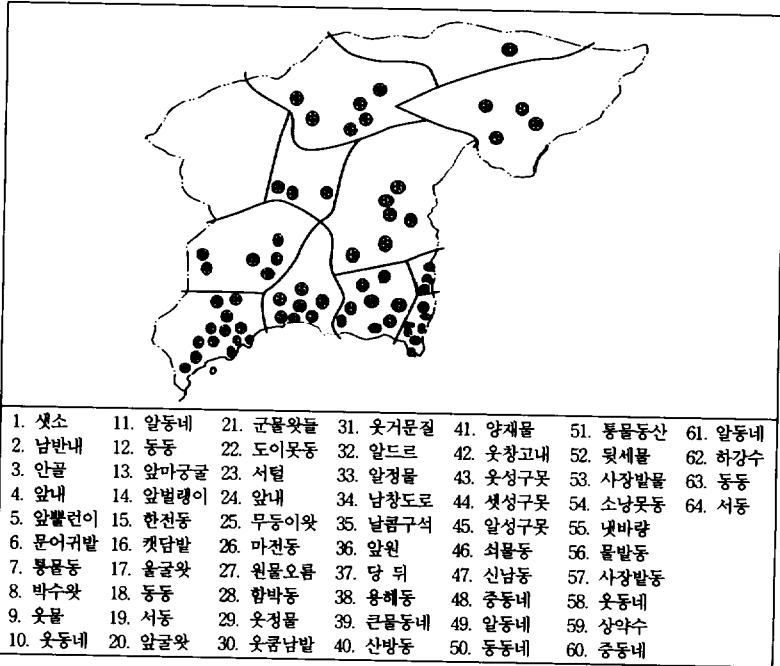 1. 샛소 11. 알동네 21. 군물왓들 31. 웃거문질 41. 양재물 51. 통물동산 61. 알동네
2. 남반내 12. 동동 22. 도이못동 32. 알드르 42. 웃창고내 52. 뒷세물 62. 하강수
3. 안골 13. 앞마궁굴 23. 서털 33. 알정물 43. 웃성구못 53. 사장발물 63. 동동
4. 앞내 14. 앞벌랭이 24. 앞내 34. 남창도로 44. 셋성구못 54. 소낭못동 64. 서동
5. 앞뿔런이 15. 한전동 25. 무등이왓 35. 날콤구석 45. 알성구못 55. 냇바량
6. 문어귀밭 16. 캣담밭 26. 마전동 36. 앞원 46. 쇠물동 56. 물밭동
7. 통물동 17. 울굴왓 27. 원물오름 37. 당 뒤 47. 신남동 57. 사장밭동
8. 박수왓 18. 동동 28. 함박동 38. 용해동 48. 중동네 58. 웃동네
9. 웃물 19. 서동 29. 웃정물 39. 큰물동네 49. 알동네 59. 상약수
10. 웃동네 20. 앞굴왓 30. 웃쿰남밭 40. 산방동 50. 동동네 60. 중동네